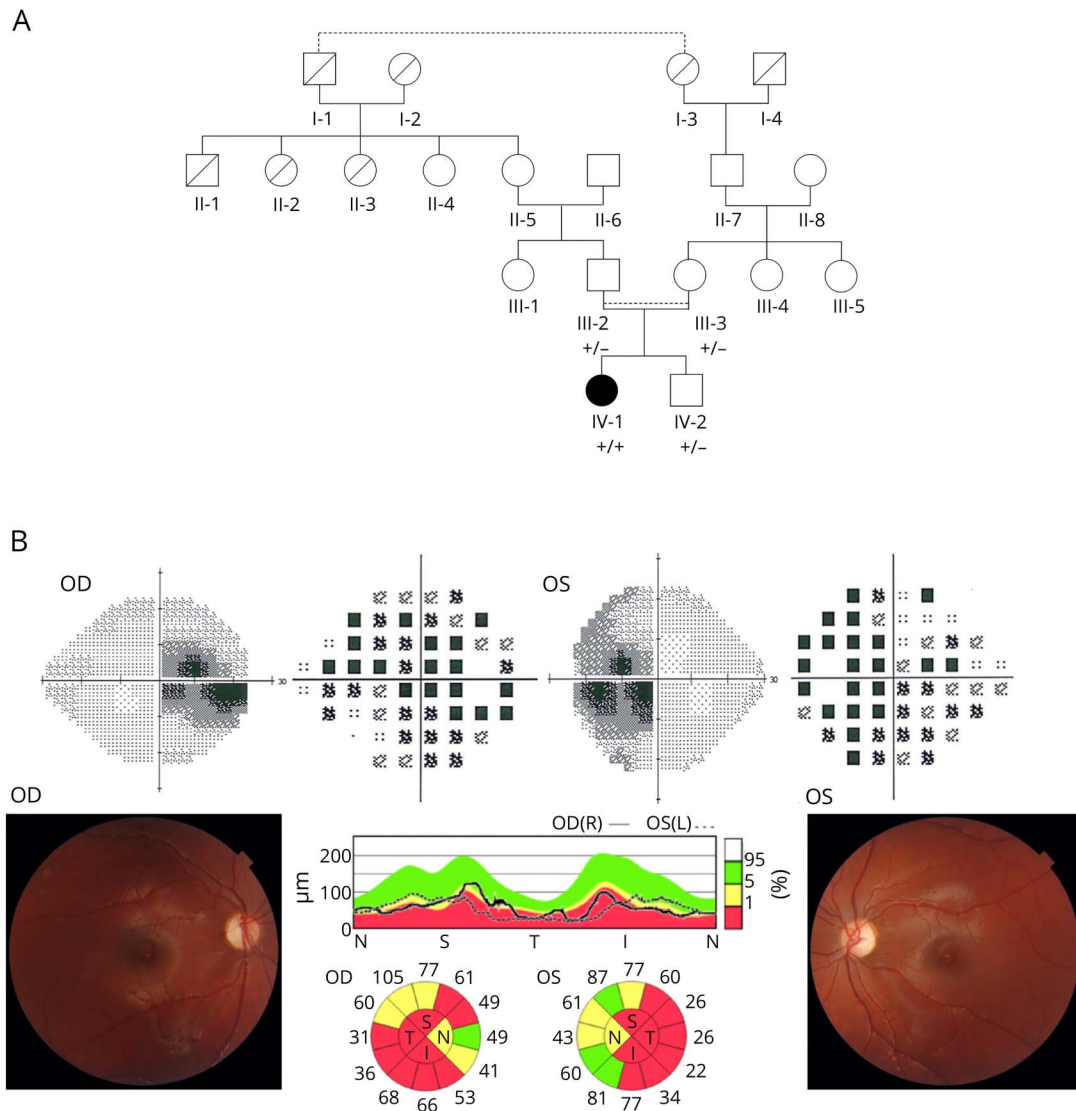 A
I-1 I-2 I-3 I-4
II-1 II-2 II-3 II-4 II-5 II-6 II-7 II-8
III-1 III-2 III-3 III-4 III-5
+/– +/–
IV-1 IV-2
+/+ +/–
B
OD OS
30 30
OD OS
OD(R) OS(L)
200
100
0
µm
95
5
1
(%)
N S T I N
OD 105 77 61
60 49
31 49
36 41
68 66 53
S
T N
I
OS 87 77 60
61 26
43 26
60 22
81 77 34
S
N T
I